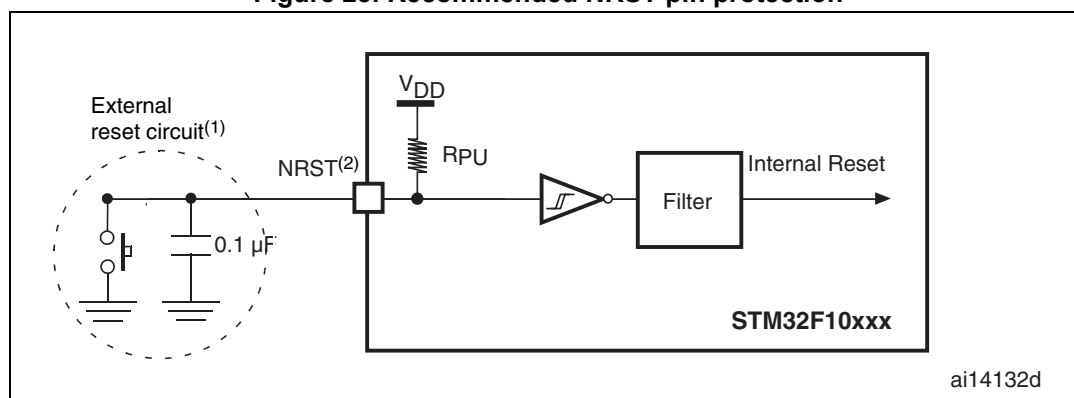 Figure 29. Recommended NRST pin protection
VDD
External
reset circuit(1)
NRST(2)
RPU
Internal Reset
Filter
0.1 µF
STM32F10xxx
ai14132d